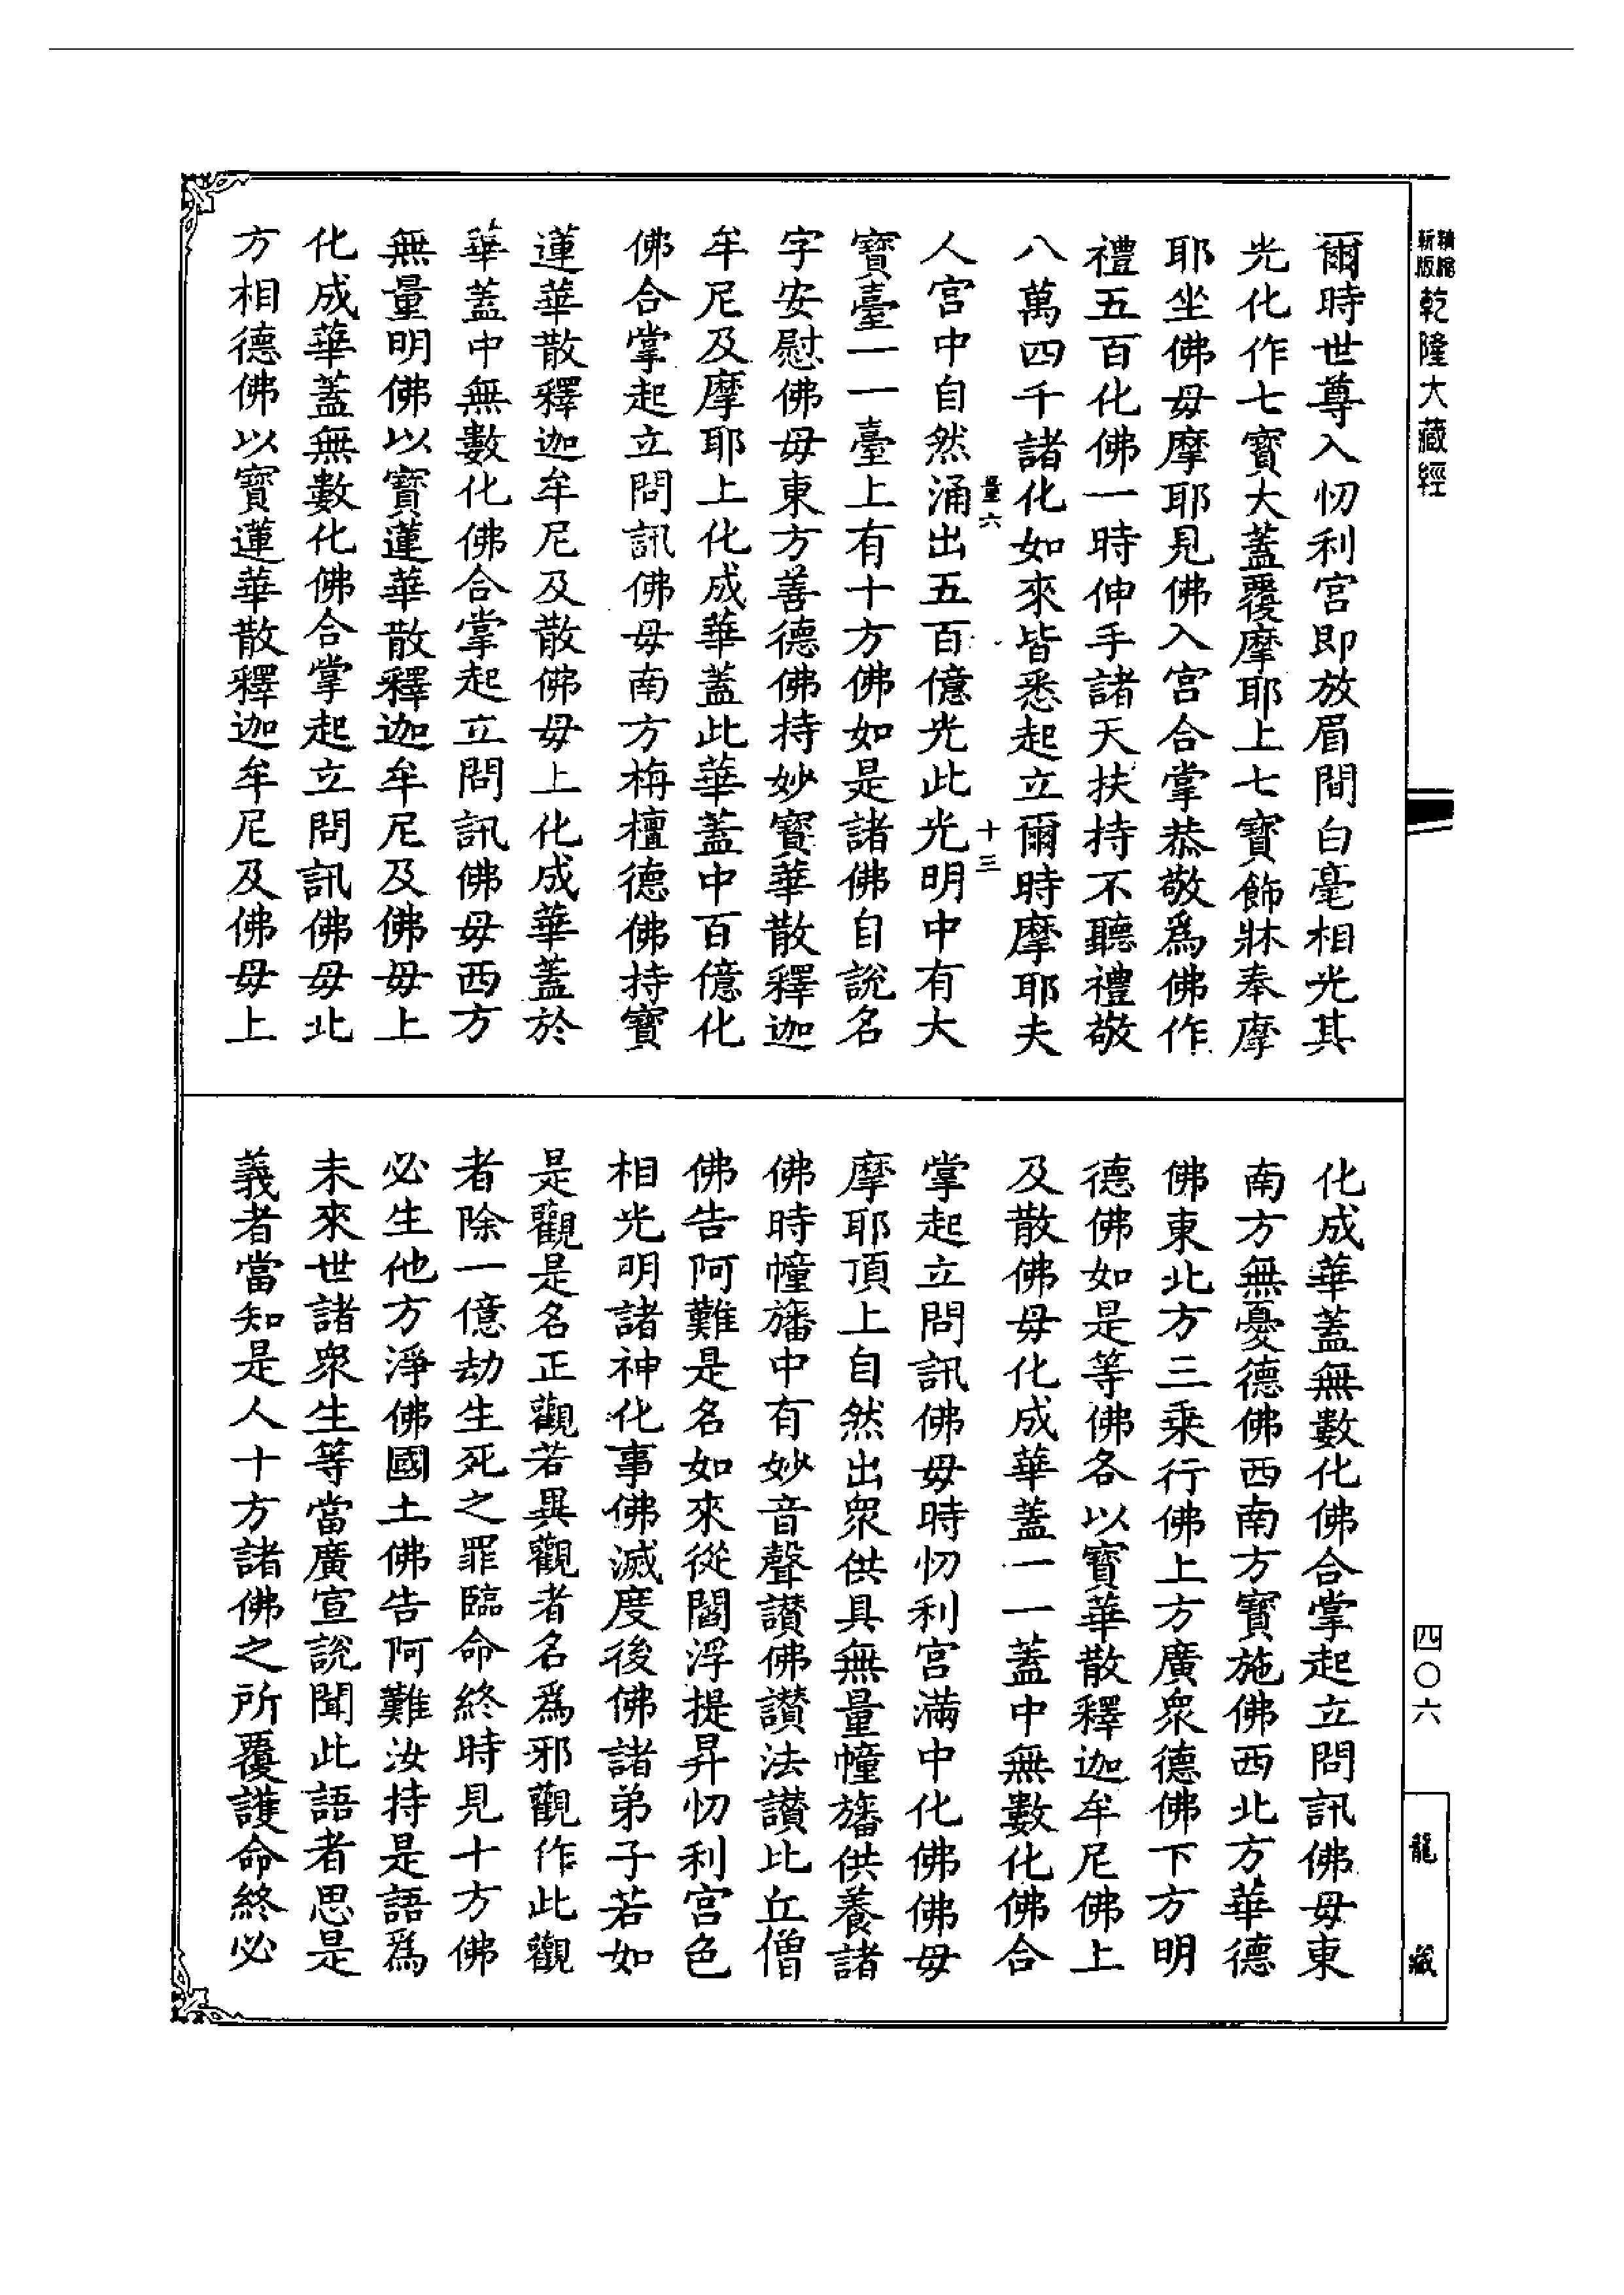 新版
精縮
乾隆大藏經
爾時世尊入忉利宮即放眉間白毫相光其
光化作七寶大蓋覆摩耶上七寶飾牀奉摩
耶坐佛毋摩耶見佛入宮合掌恭敬為佛作
禮五百化佛一時伸手諸天扶持不聽禮敬
八萬四千諸化如來皆悉起立爾時摩耶夫
量六
十三
人宮中自然涌出五百億光此光明中有大
寶臺一一臺上有十方佛如是諸佛自說名
字安慰佛毋東方善德佛持妙寶華散釋迦
牟尼及摩耶上化成華蓋此華蓋中百億化
佛合掌起立問訊佛毋南方栴檀德佛持寶
蓮華散釋迦牟尼及散佛毋上化成華蓋於
華蓋中無數化佛合掌起立問訊佛毋西方
無量明佛以寶蓮華散釋迦牟尼及佛毋上
化成華蓋無數化佛合掌起立問訊佛毋北
方相德佛以寶蓮華散釋迦牟尼及佛毋上
化成華蓋無數化佛合掌起立問訊佛毋東
南方無憂德佛西南方寶施佛西北方華德
佛東北方三乘行佛上方廣眾德佛下方明
德佛如是等佛各以寶華散釋迦牟尼佛上
及散佛毋化成華蓋一一蓋中無數化佛合
掌起立問訊佛毋時忉利宮滿中化佛佛毋
摩耶頂上自然出眾供具無量幢旛供養諸
佛時幢旛中有妙音聲讚佛讚法讚比丘僧
佛告阿難是名如來從閻浮提昇忉利宮色
相光明諸神化事佛滅度後佛諸弟子若如
是觀是名正觀若異觀者名為邪觀作此觀
者除一億劫生死之罪臨命終時見十方佛
必生他方淨佛國土佛告阿難汝持是語為
未來世諸眾生等當廣宣說聞此語者思是
義者當知是人十方諸佛之所覆護命終必
四〇六
龍藏